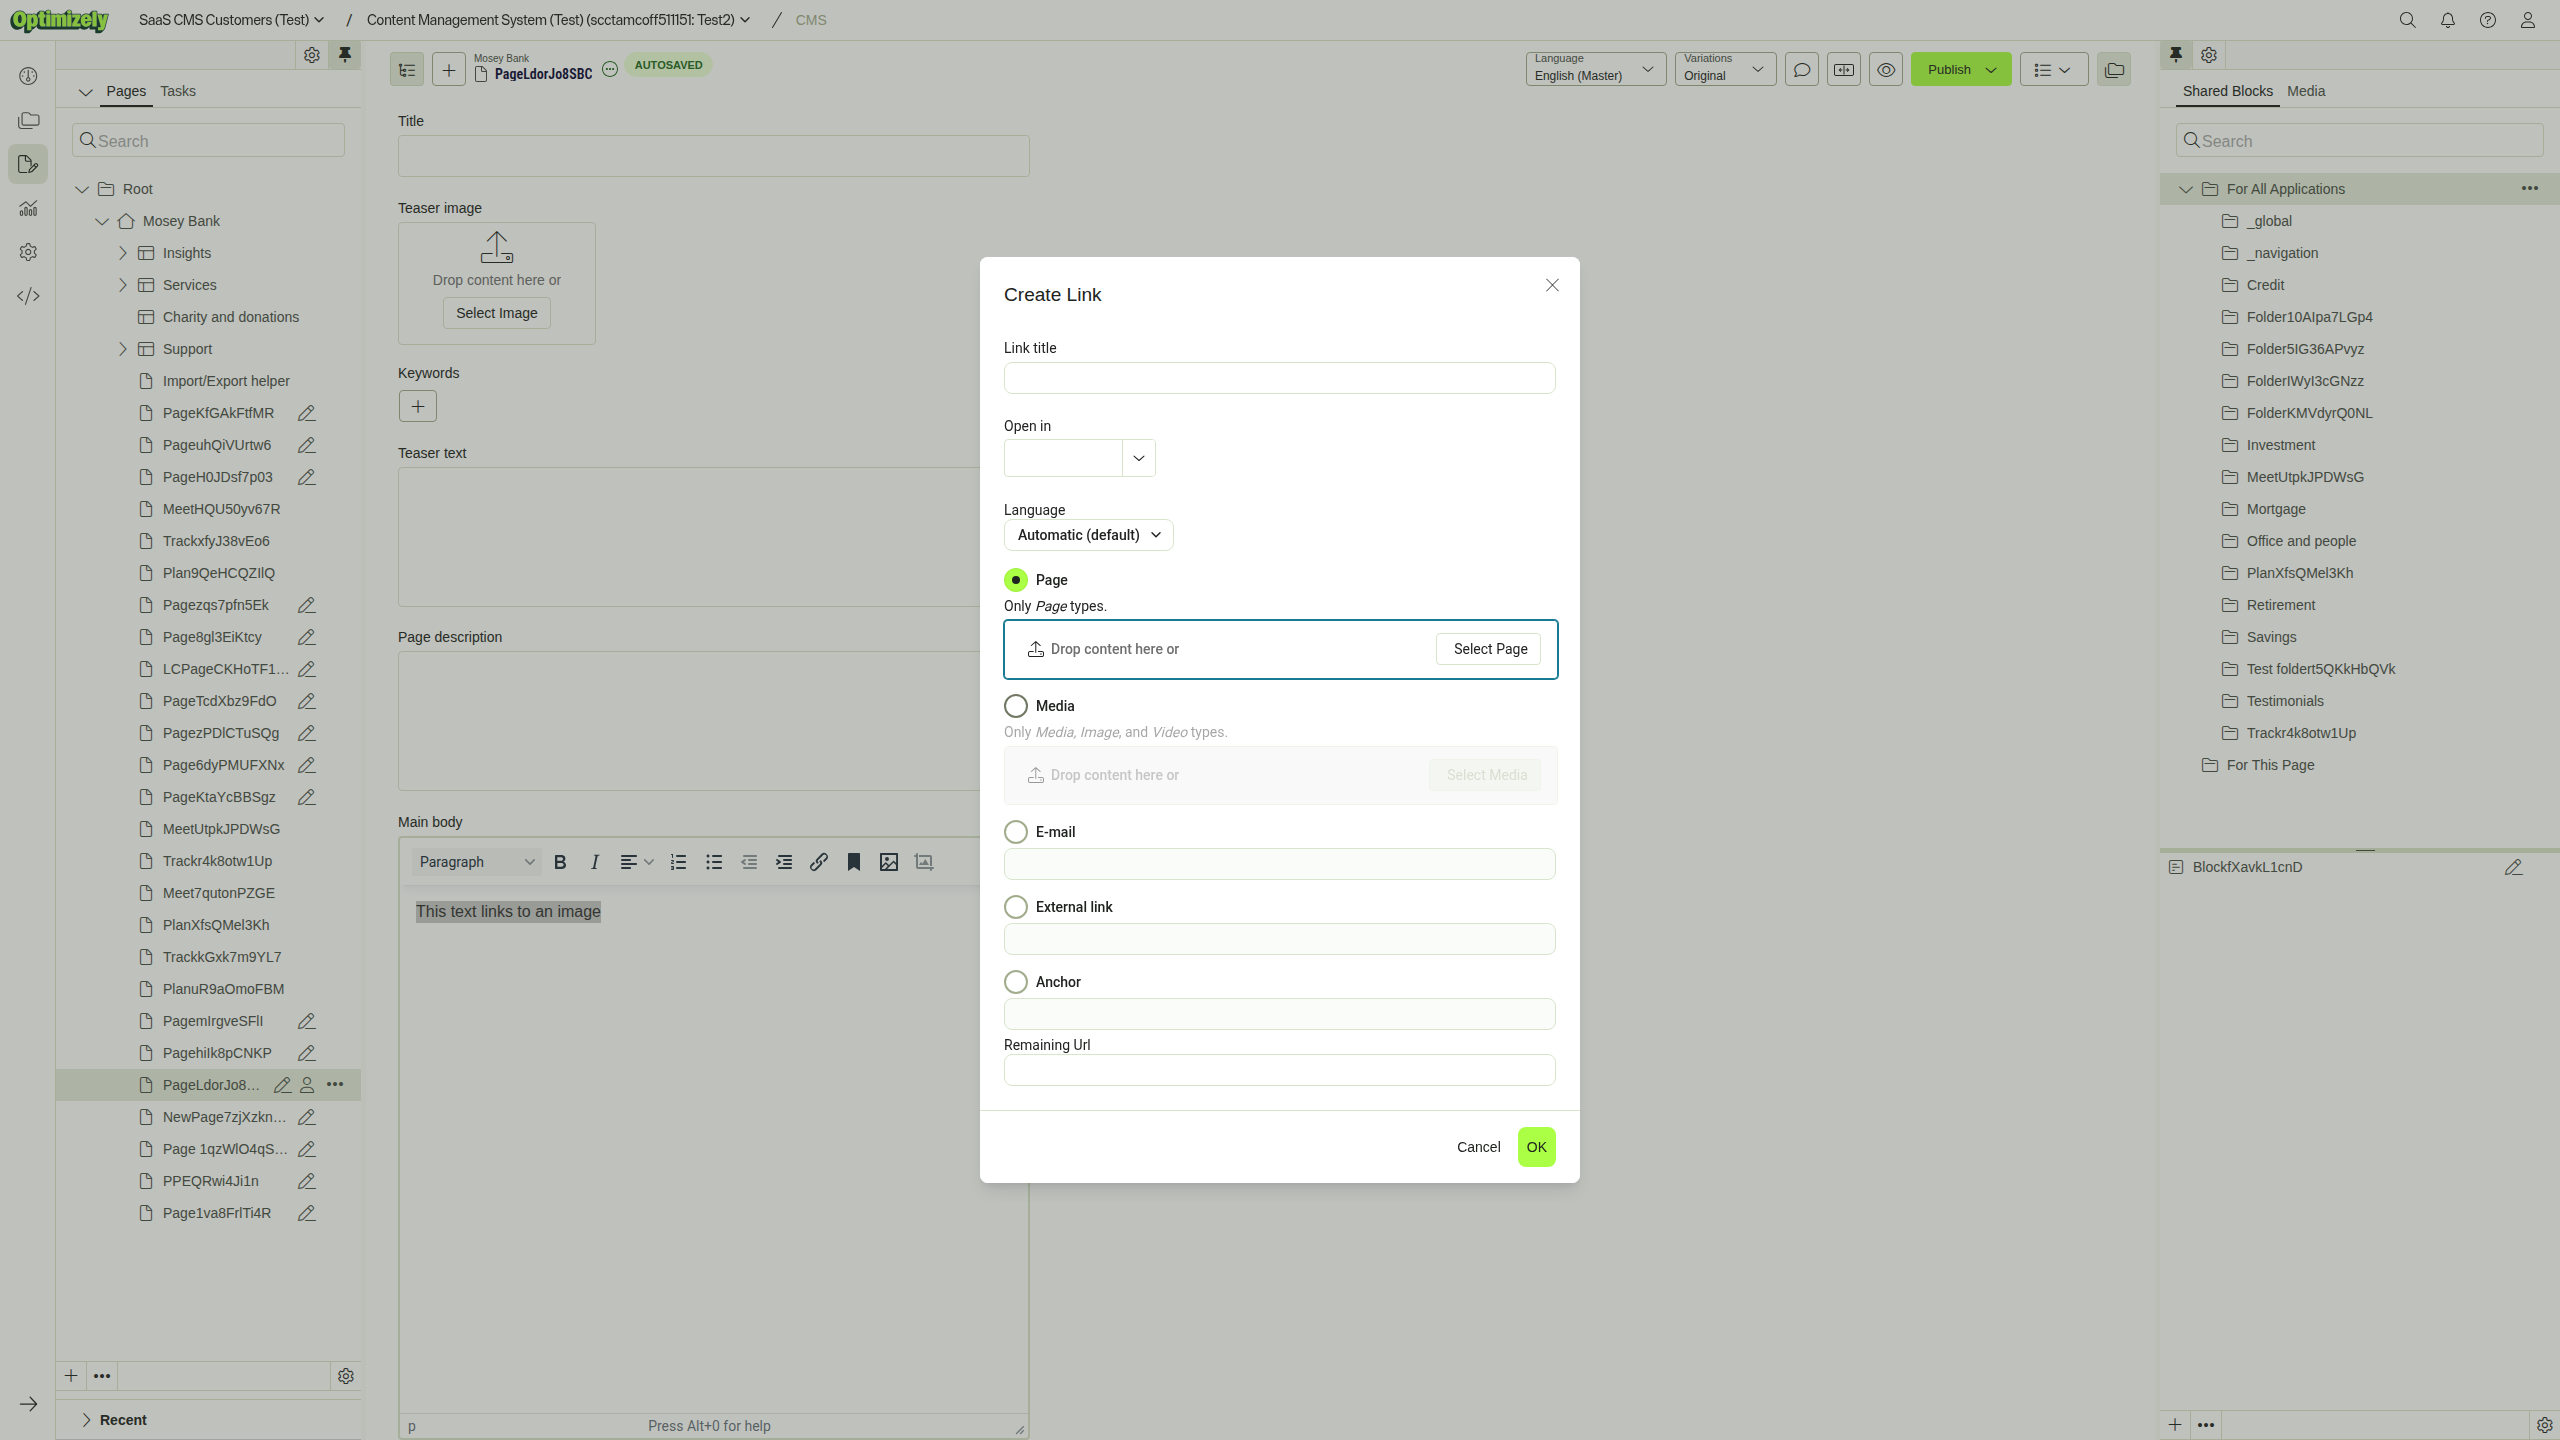 Optimizely
SaaS CMS Customers (Test) / Content Management System (Test) (scctamcoff511151: Test2) / CMS
Pages Tasks
Search
Root
Mosey Bank
Insights
Services
Charity and donations
Support
Import/Export helper
PageKfGAkFtfMR
PageuhQiVUrtw6
PageH0JDsf7p03
MeetHQU50yv67R
TrackxfyJ38vEo6
Plan9QeHCQZIlQ
Pagezqs7pfn5Ek
Page8gl3EiKtcy
LCPageCKHoTF1...
PageTcdXbz9FdO
PagezPDlCTuSQg
Page6dyPMUFXNx
PageKtaYcBBSgz
MeetUtpkJPDWsG
Trackr4k8otw1Up
Meet7qutonPZGE
PlanXfsQMel3Kh
TrackkGxk7m9YL7
PlanuR9aOmoFBM
PagemIrgveSFlI
PagehiIk8pCNKP
PageLdorJo8...
NewPage7zjXzkn...
Page 1qzWlO4qS...
PPEQRwi4Ji1n
Page1va8FrlTi4R
Recent
Mosey Bank
PageLdorJo8SBC
AUTOSAVED
Language
English (Master)
Variations
Original
Publish
Title
Teaser image
Drop content here or
Select Image
Keywords
Teaser text
Page description
Main body
Paragraph
B I
This text links to an image
p
Press Alt+0 for help
Create Link
Link title
Open in
Language
Automatic (default)
Page
Only Page types.
Drop content here or
Select Page
Media
Only Media, Image, and Video types.
Drop content here or
Select Media
E-mail
External link
Anchor
Remaining Url
Cancel
OK
Shared Blocks Media
Search
For All Applications
_global
_navigation
Credit
Folder10AIpa7LGp4
Folder5IG36APvyz
FolderIWyI3cGNzz
FolderKMVdyrQ0NL
Investment
MeetUtpkJPDWsG
Mortgage
Office and people
PlanXfsQMel3Kh
Retirement
Savings
Test foldert5QKkHbQVk
Testimonials
Trackr4k8otw1Up
For This Page
BlockfXavkL1cnD